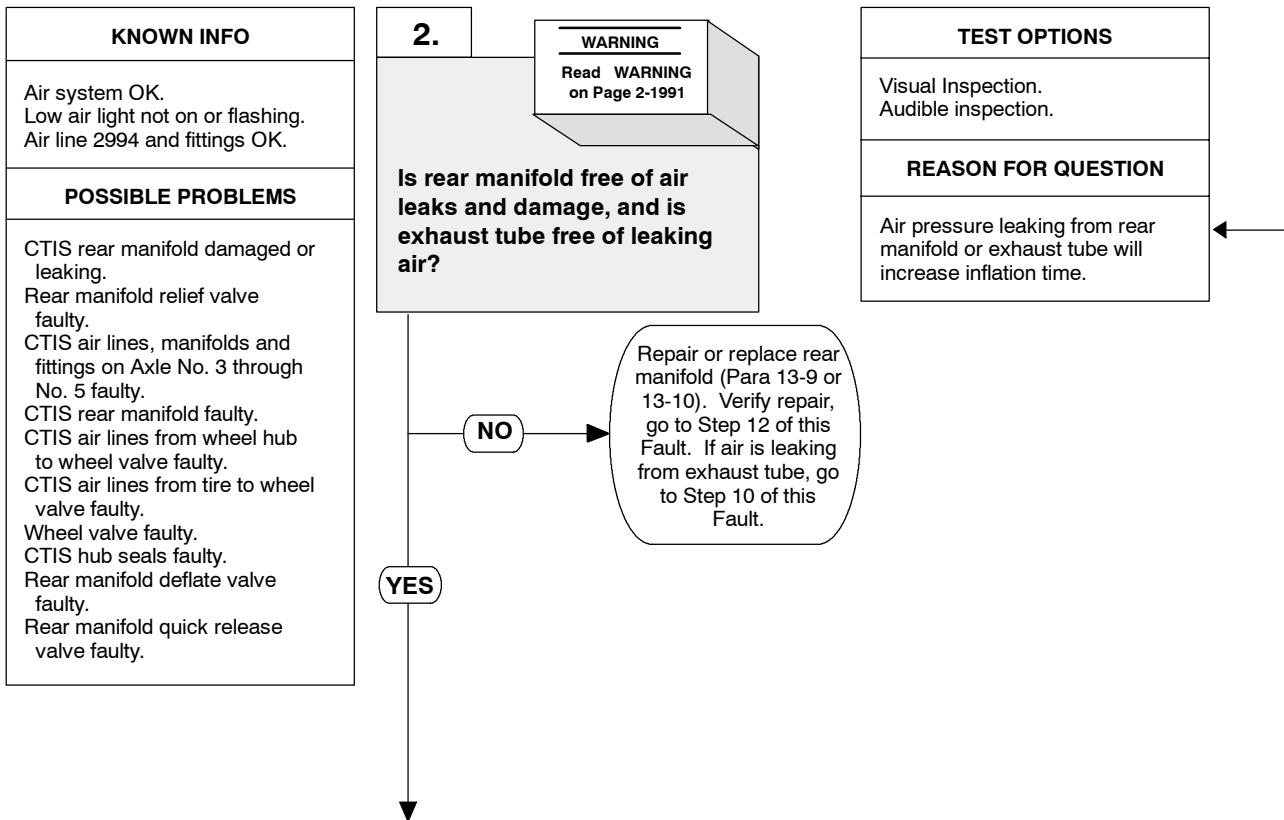 KNOWN INFO
Air system OK.
Low air light not on or flashing.
Air line 2994 and fittings OK.
POSSIBLE PROBLEMS
CTIS rear manifold damaged or
leaking.
Rear manifold relief valve
faulty.
CTIS air lines, manifolds and
fittings on Axle No. 3 through
No. 5 faulty.
CTIS rear manifold faulty.
CTIS air lines from wheel hub
to wheel valve faulty.
CTIS air lines from tire to wheel
valve faulty.
Wheel valve faulty.
CTIS hub seals faulty.
Rear manifold deflate valve
faulty.
Rear manifold quick release
valve faulty.
2.
WARNING
Read WARNING
on Page 2-1991
Is rear manifold free of air
leaks and damage, and is
exhaust tube free of leaking
air?
NO
Repair or replace rear
manifold (Para 13-9 or
13-10). Verify repair,
go to Step 12 of this
Fault. If air is leaking
from exhaust tube, go
to Step 10 of this
Fault.
YES
TEST OPTIONS
Visual Inspection.
Audible inspection.
REASON FOR QUESTION
Air pressure leaking from rear
manifold or exhaust tube will
increase inflation time.